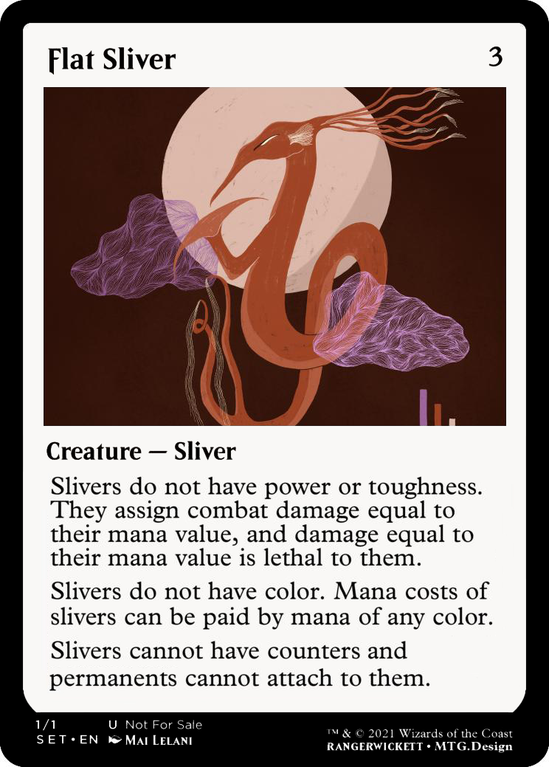 Flat Sliver 3
Creature — Sliver
Slivers do not have power or toughness.
They assign combat damage equal to
their mana value, and damage equal to
their mana value is lethal to them.
Slivers do not have color. Mana costs of
slivers can be paid by mana of any color.
Slivers cannot have counters and
permanents cannot attach to them.
1/1 U Not For Sale
SET • EN Mai Lelani
™ & © 2021 Wizards of the Coast
RANGERWICKETT • MTG.Design